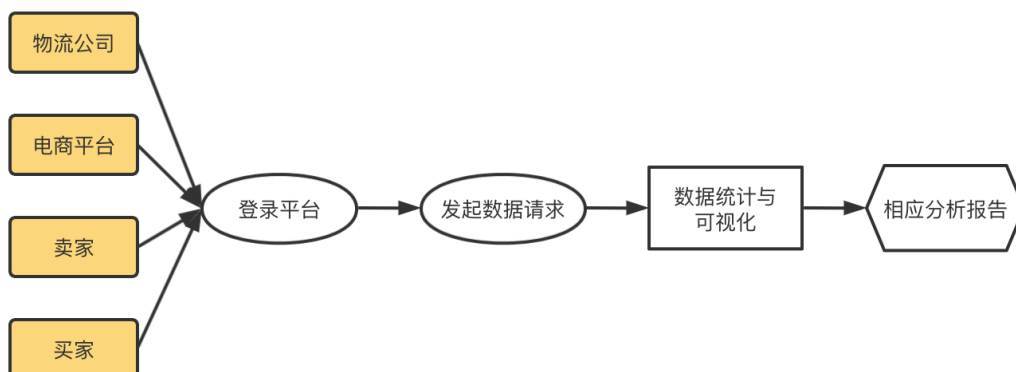 物流公司
电商平台
卖家
买家
登录平台
发起数据请求
数据统计与
可视化
相应分析报告